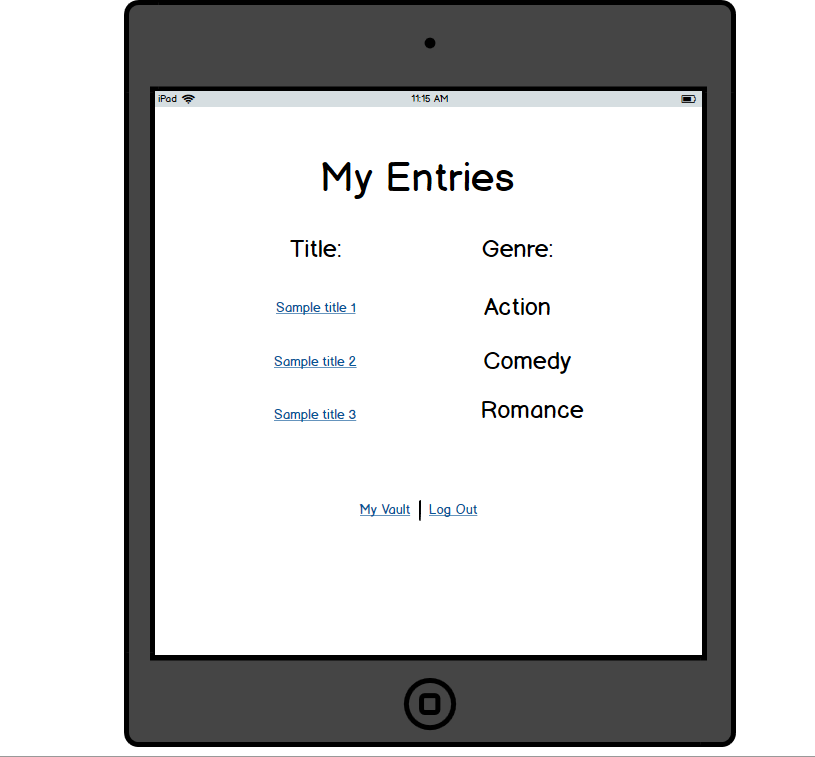 iPad 11:15 AM
My Entries
Title: Genre:
Sample title 1 Action
Sample title 2 Comedy
Sample title 3 Romance
My Vault | Log Out